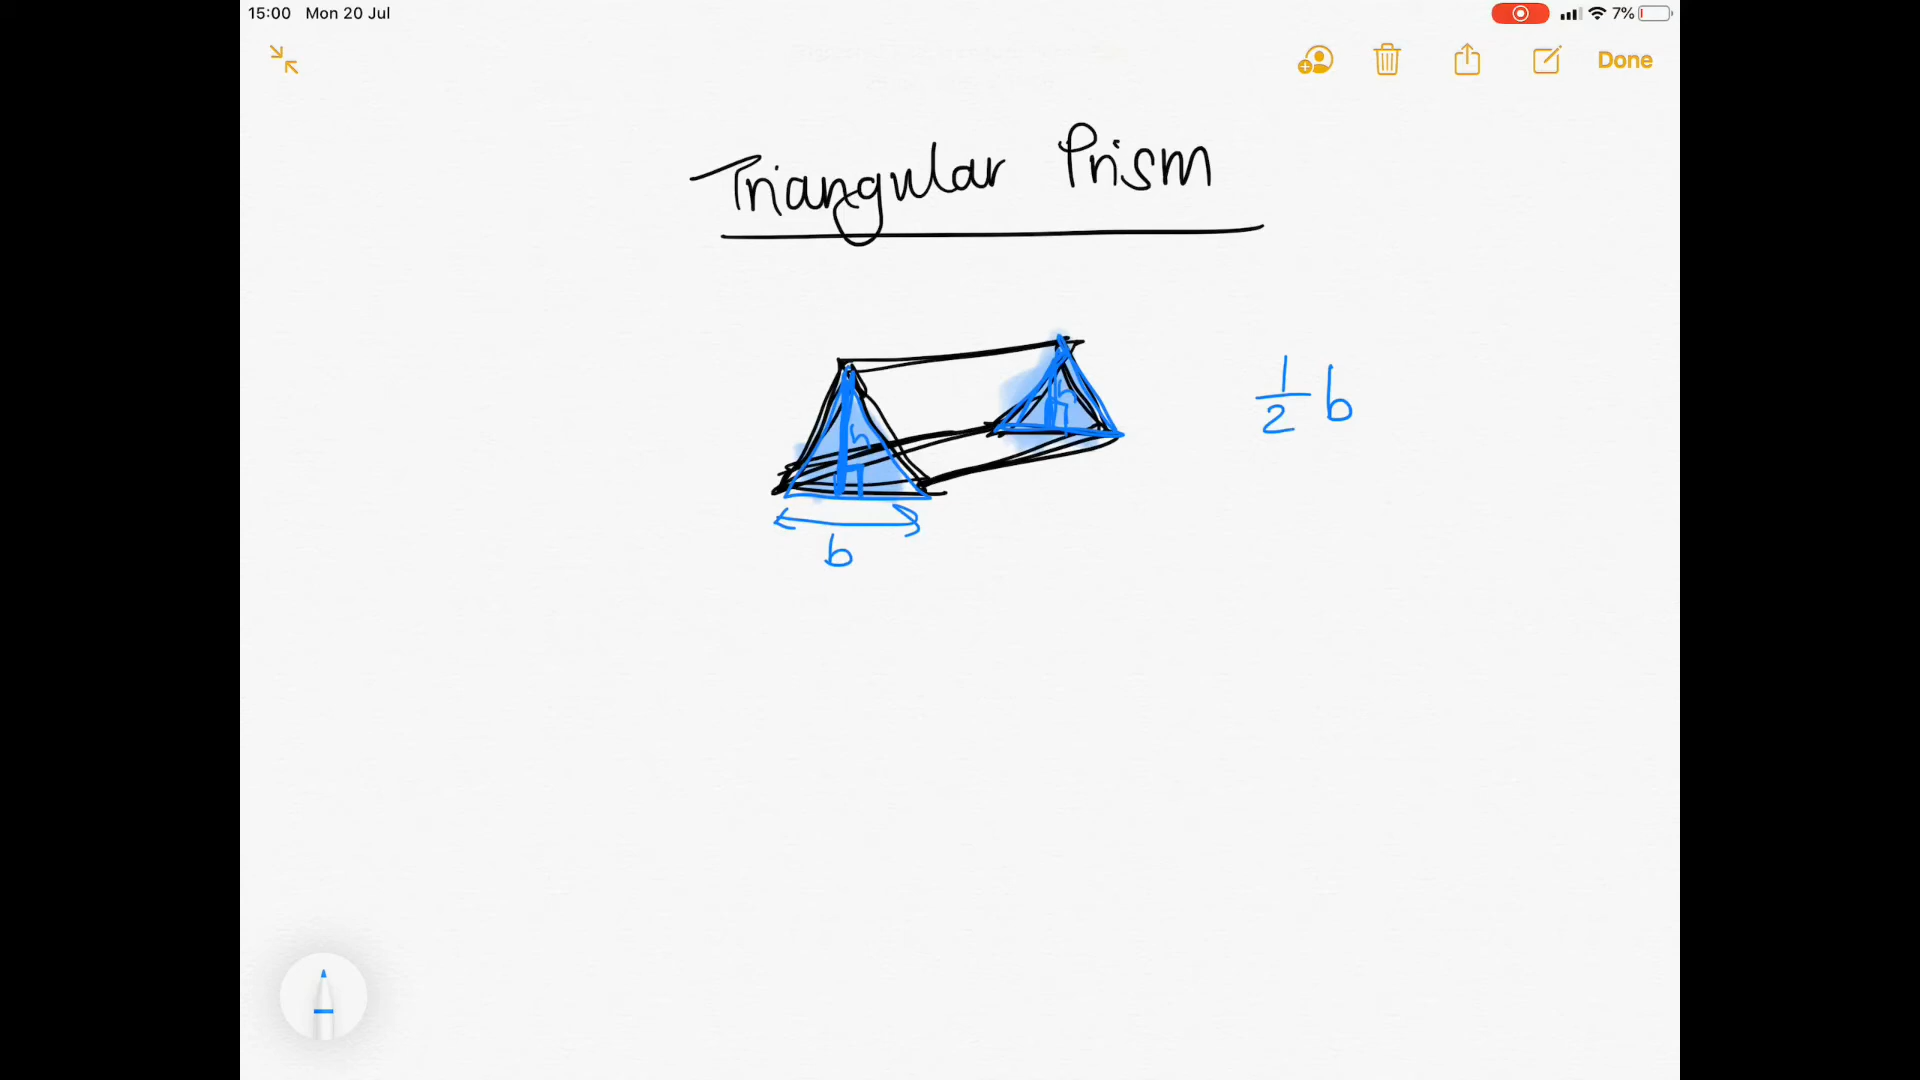 15:00 Mon 20 Jul 7%
Done
Triangular Prism
h h
1/2 b
b